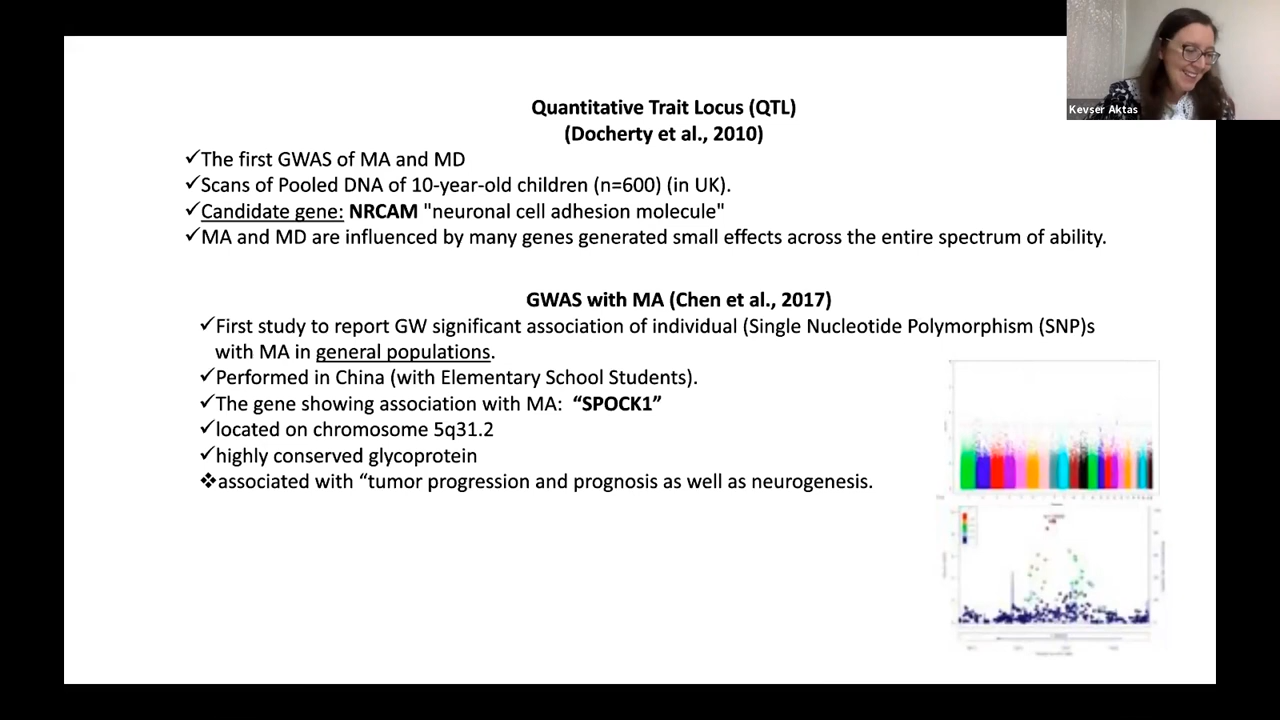 Kevser Aktas
Quantitative Trait Locus (QTL)
(Docherty et al., 2010)
✓The first GWAS of MA and MD
✓Scans of Pooled DNA of 10-year-old children (n=600) (in UK).
✓Candidate gene: NRCAM "neuronal cell adhesion molecule"
✓MA and MD are influenced by many genes generated small effects across the entire spectrum of ability.
GWAS with MA (Chen et al., 2017)
✓First study to report GW significant association of individual (Single Nucleotide Polymorphism (SNP)s
with MA in general populations.
✓Performed in China (with Elementary School Students).
✓The gene showing association with MA: “SPOCK1”
✓located on chromosome 5q31.2
✓highly conserved glycoprotein
❖associated with “tumor progression and prognosis as well as neurogenesis.